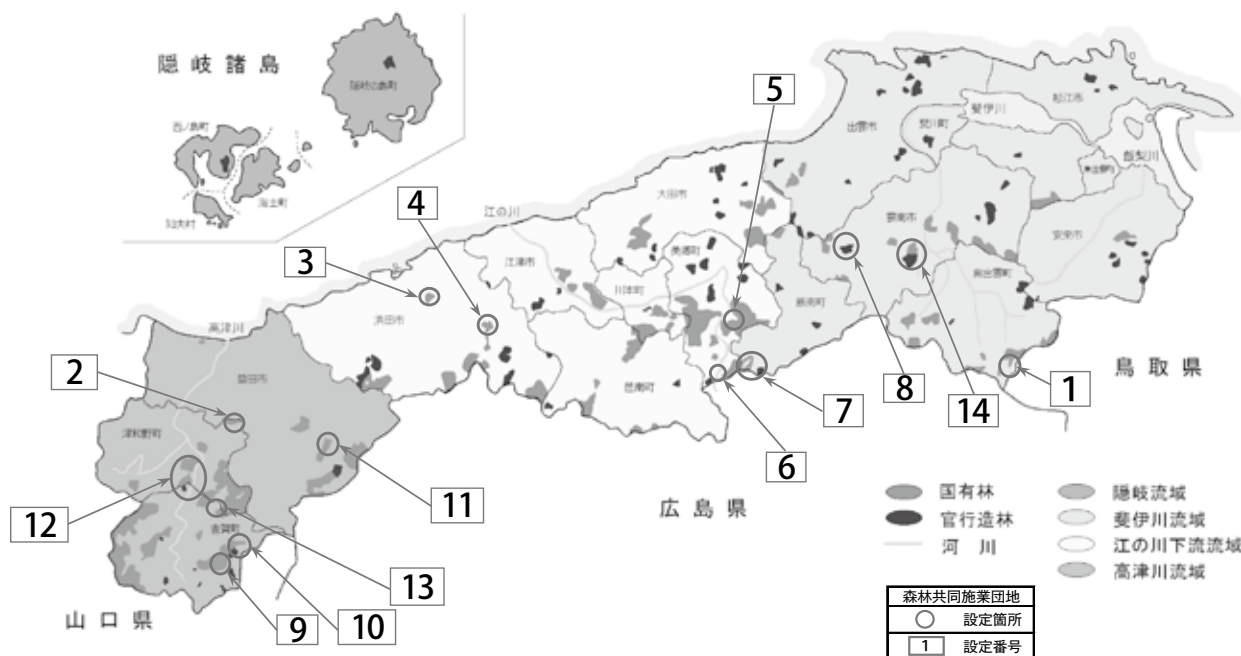 隠岐諸島
隠岐の島町
西ノ島町
海士町
知夫村
5
出雲市
斐川町
斐伊川
松江市
飯梨川
大田市
4
江の川
雲南市
安来市
3
江津市
美郷町
川本町
奥出雲町
飯南町
浜田市
高津川
2
益田市
邑南町
7
8
14
1
鳥取県
津和野町
6
11
広島県
12
吉賀町
13
山口県
9
10
国有林
官行造林
河川
隠岐流域
斐伊川流域
江の川下流流域
高津川流域
森林共同施業団地
設定箇所
1 設定番号